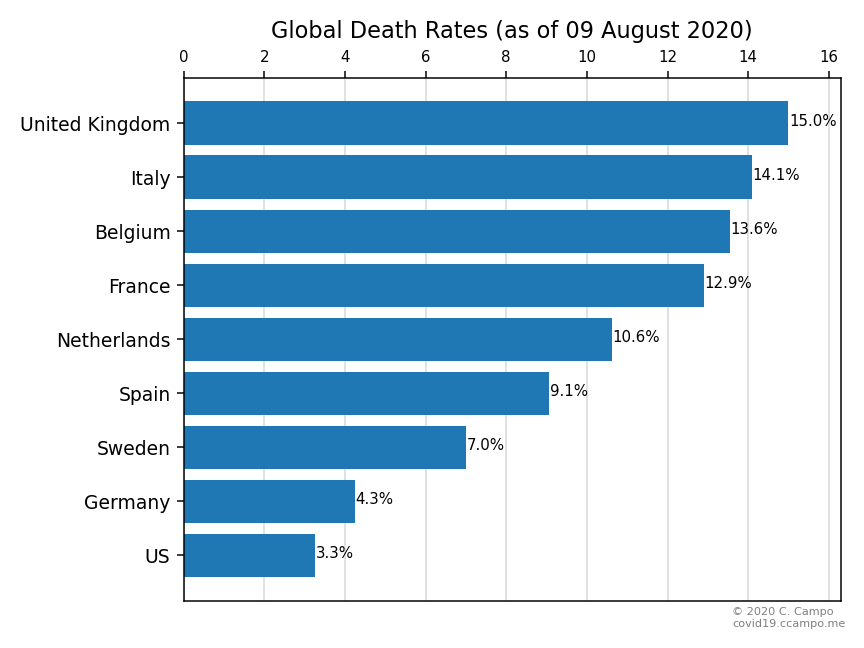 Global Death Rates (as of 09 August 2020)
0 2 4 6 8 10 12 14 16
United Kingdom 15.0%
Italy 14.1%
Belgium 13.6%
France 12.9%
Netherlands 10.6%
Spain 9.1%
Sweden 7.0%
Germany 4.3%
US 3.3%
© 2020 C. Campo
covid19.ccampo.me